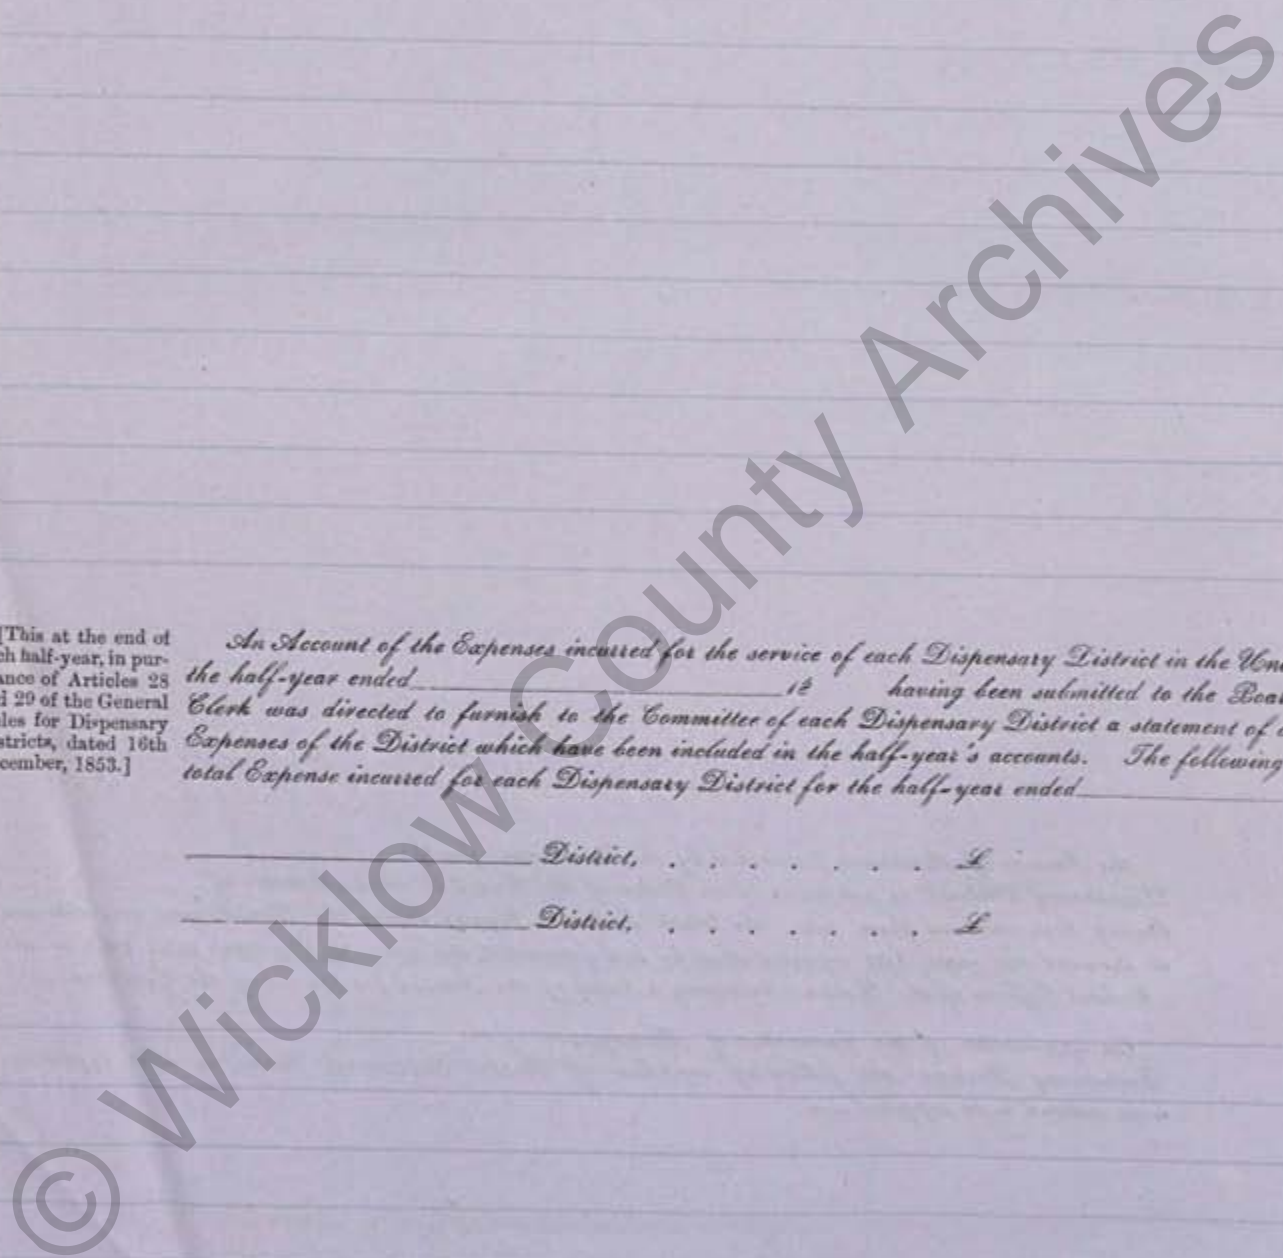 [This at the end of
ch half-year, in pur-
ance of Articles 28
d 29 of the General
les for Dispensary
stricts, dated 16th
cember, 1853.]
An Account of the Expenses incurred for the service of each Dispensary District in the Un
the half-year ended 18 having been submitted to the Boar
Clerk was directed to furnish to the Committee of each Dispensary District a statement of
Expenses of the District which have been included in the half-year's accounts. The following
total Expense incurred for each Dispensary District for the half-year ended
District, . . . . . . . £
District, . . . . . . . £
© Wicklow County Archives